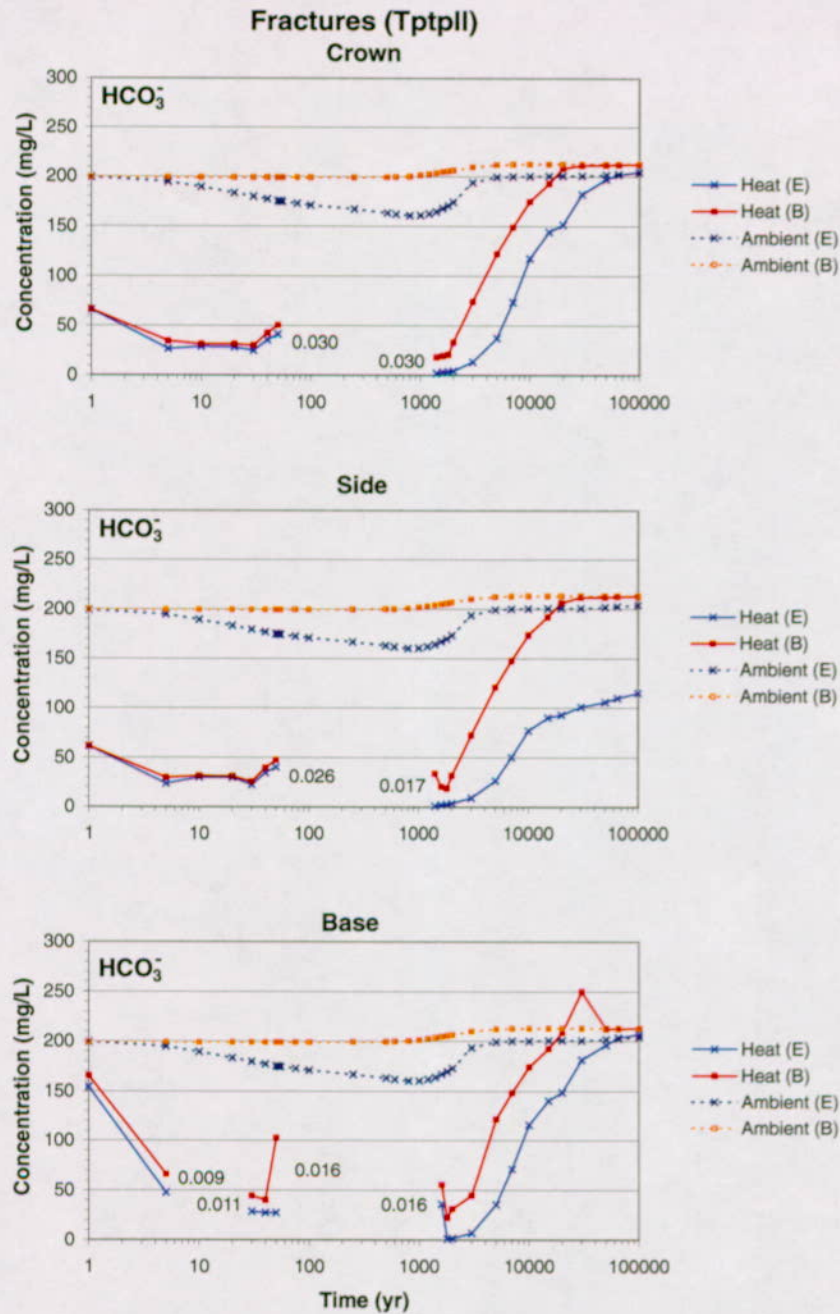 Fractures (Tptpll)
Crown
300
250
200
150
100
50
0
Concentration (mg/L)
HCO₃⁻
0.030
0.030
1
10
100
1000
10000
100000
Heat (E)
Heat (B)
Ambient (E)
Ambient (B)
Side
300
250
200
150
100
50
0
Concentration (mg/L)
HCO₃⁻
0.026
0.017
1
10
100
1000
10000
100000
Heat (E)
Heat (B)
Ambient (E)
Ambient (B)
Base
300
250
200
150
100
50
0
Concentration (mg/L)
HCO₃⁻
0.009
0.011
0.016
0.016
1
10
100
1000
10000
100000
Time (yr)
Heat (E)
Heat (B)
Ambient (E)
Ambient (B)